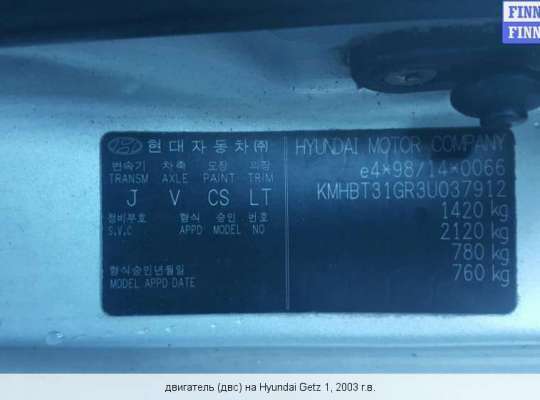 FINN
FINN
현대자동차㈜
변속기 차축 도장 의장
TRANSM AXLE PAINT TRIM
J V CS LT
정비부호 형식 승인 번호
S.V.C APPD MODEL NO
형식승인년월일
MODEL APPD DATE
HYUNDAI MOTOR COMPANY
e4*98/14*0066
KMHBT31GR3U037912
1420 kg
2120 kg
780 kg
760 kg
двигатель (двс) на Hyundai Getz 1, 2003 г.в.